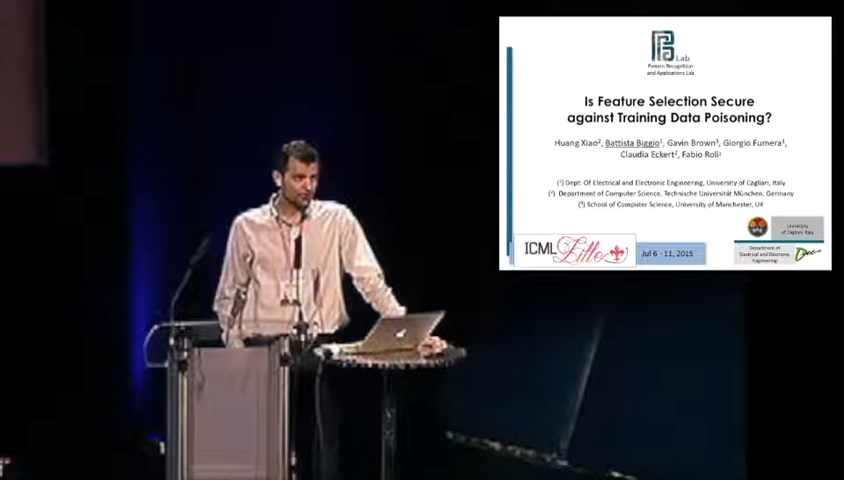 Lab
Pattern Recognition
and Applications Lab
Is Feature Selection Secure
against Training Data Poisoning?
Huang Xiao², Battista Biggio¹, Gavin Brown³, Giorgio Fumera¹,
Claudia Eckert², Fabio Roli¹
(¹) Dept. Of Electrical and Electronic Engineering, University of Cagliari, Italy
(²) Department of Computer Science, Technische Universität München, Germany
(³) School of Computer Science, University of Manchester, UK
University
of Cagliari, Italy
ICML Lille
Jul 6 - 11, 2015
Department of
Electrical and Electronic
Engineering